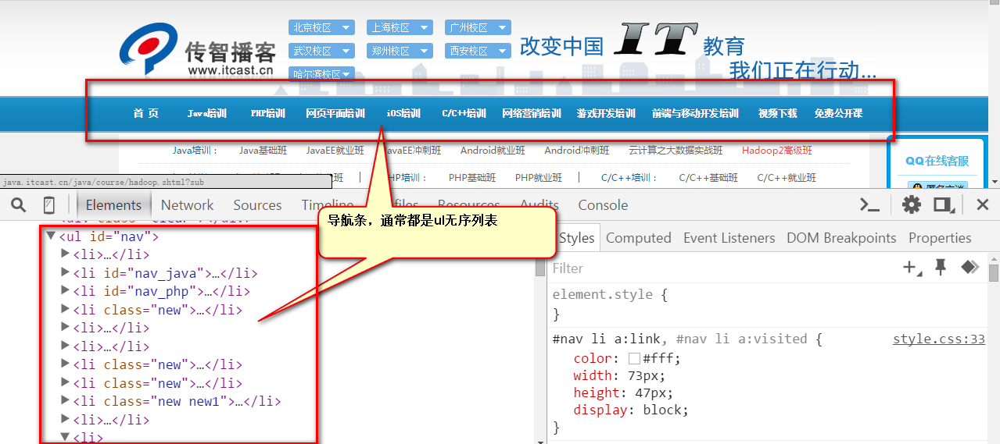 北京校区 上海校区 广州校区
传智播客
www.itcast.cn
武汉校区 郑州校区 西安校区
哈尔滨校区
改变中国 IT 教育
我们正在行动...
首 页 Java培训 PHP培训 网页平面培训 iOS培训 C/C++培训 网络营销培训 游戏开发培训 前端与移动开发培训 视频下载 免费公开课
Java培训： Java基础班 JavaEE就业班 JavaEE冲刺班 Android就业班 Android冲刺班 云计算之大数据实战班 Hadoop2高级班
PHP培训： PHP基础班 PHP就业班 | C/C++培训： C/C++基础班 C/C++就业班
QQ在线客服
java.itcast.cn/java/course/hadoop.shtml?sub
Elements Network Sources Timeline Resources Audits Console
导航条，通常都是ul无序列表
<ul id="nav">
<li>…</li>
<li id="nav_java">…</li>
<li id="nav_php">…</li>
<li class="new">…</li>
<li>…</li>
<li>…</li>
<li class="new">…</li>
<li class="new">…</li>
<li class="new new1">…</li>
<li>…</li>
<li>
Styles Computed Event Listeners DOM Breakpoints Properties
Filter
element.style {
}
#nav li a:link, #nav li a:visited { style.css:33
color: #fff;
width: 73px;
height: 47px;
display: block;
}